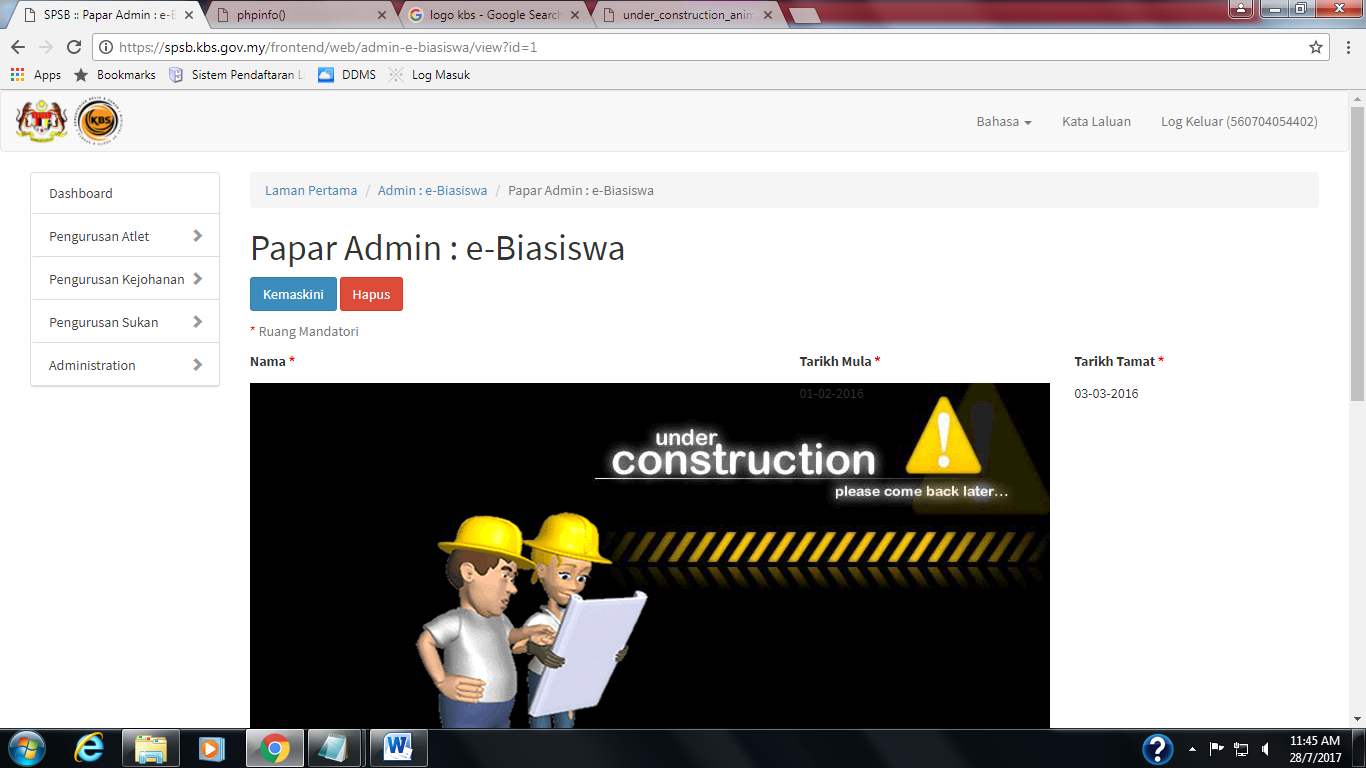 SPSB :: Papar Admin : e-B
phpinfo()
logo kbs - Google Search
under_construction_anim
https://spsb.kbs.gov.my/frontend/web/admin-e-biasiswa/view?id=1
Apps Bookmarks Sistem Pendaftaran L DDMS Log Masuk
KBS
Bahasa Kata Laluan Log Keluar (560704054402)
Dashboard
Pengurusan Atlet
Pengurusan Kejohanan
Pengurusan Sukan
Administration
Laman Pertama / Admin : e-Biasiswa / Papar Admin : e-Biasiswa
Papar Admin : e-Biasiswa
Kemaskini Hapus
* Ruang Mandatori
Nama * Tarikh Mula * Tarikh Tamat *
01-02-2016 03-03-2016
under
construction
please come back later...
11:45 AM
28/7/2017